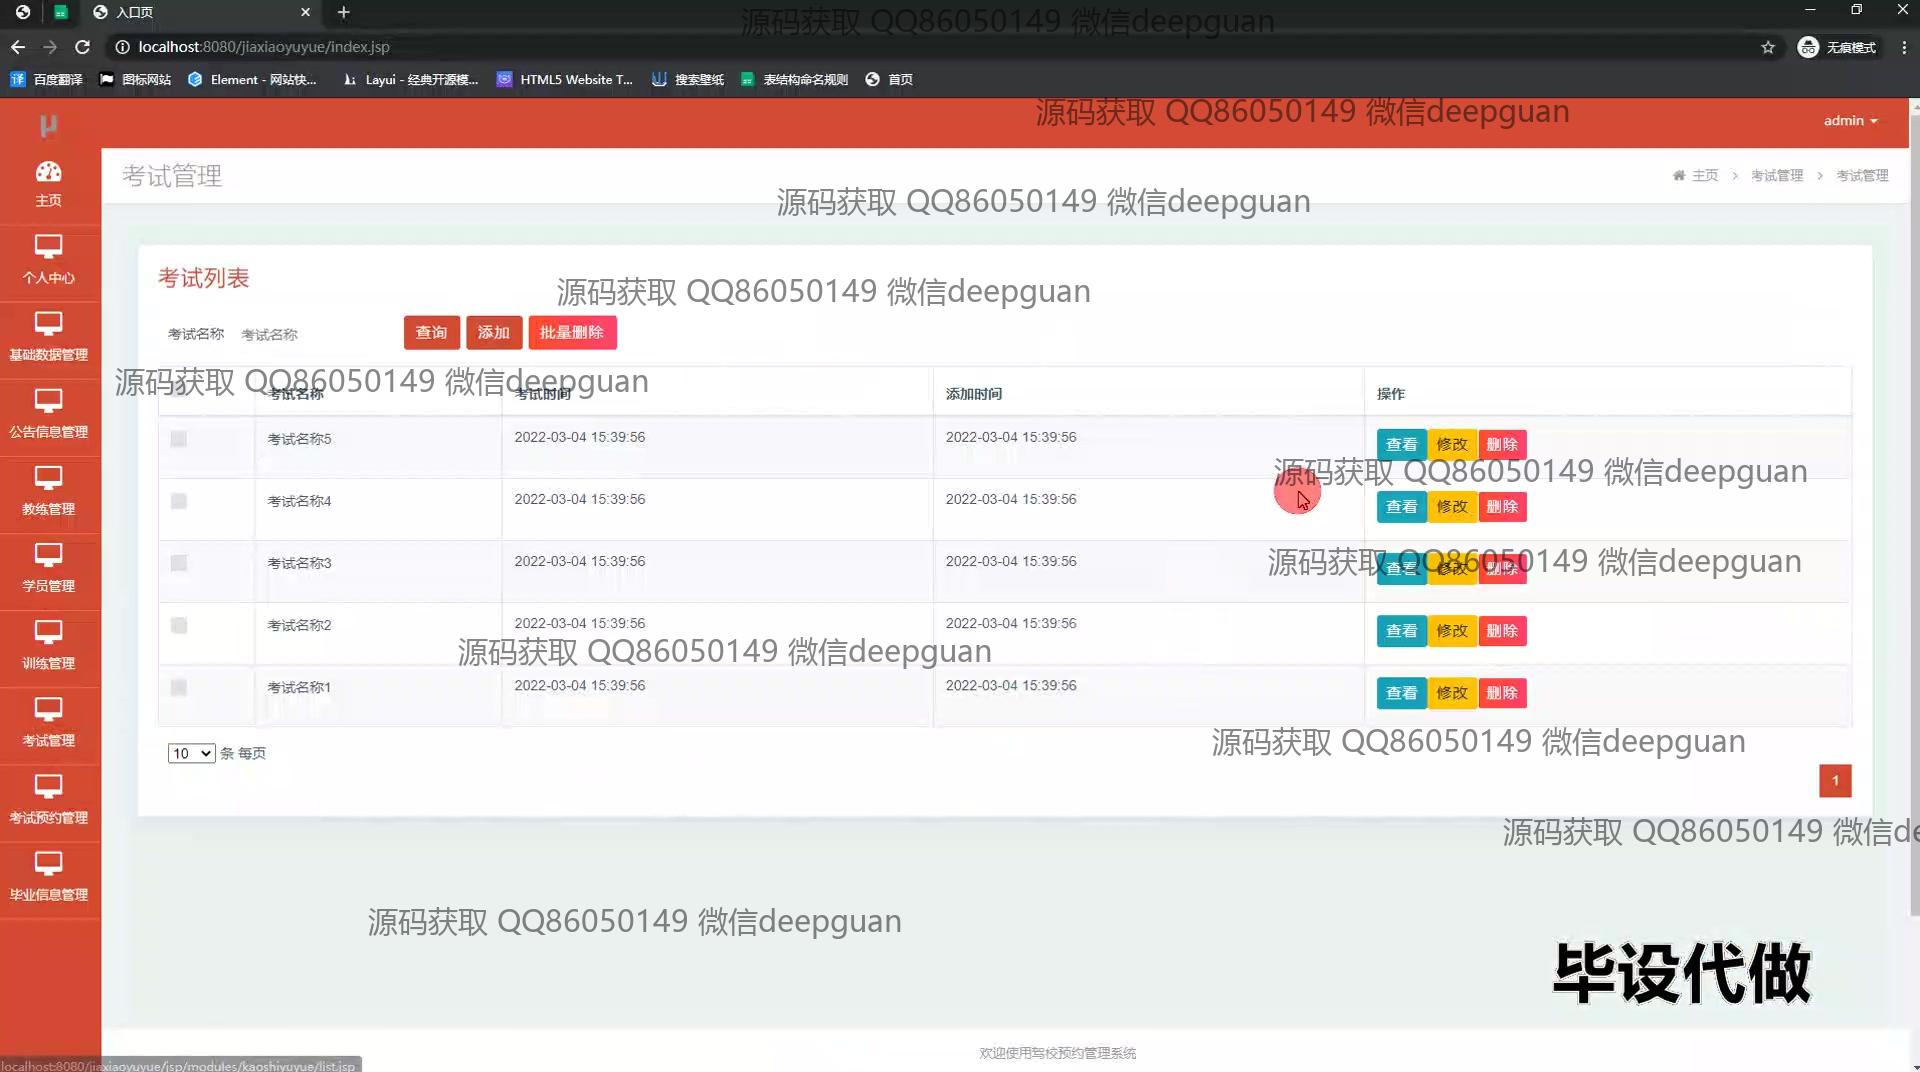 入口页
源码获取 QQ86050149 微信deepguan
localhost:8080/jiaxiaoyuyue/index.jsp
无痕模式
百度翻译 图标网站 Element - 网站快... Layui - 经典开源模... HTML5 Website T... 搜索壁纸 表结构命名规则 首页
源码获取 QQ86050149 微信deepguan
admin
主页
考试管理
主页 > 考试管理 > 考试管理
源码获取 QQ86050149 微信deepguan
个人中心
考试列表
源码获取 QQ86050149 微信deepguan
考试名称 考试名称 查询 添加 批量删除
基础数据管理
源码获取 QQ86050149 微信deepguan
考试名称 考试时间 添加时间 操作
公告信息管理
考试名称5 2022-03-04 15:39:56 2022-03-04 15:39:56 查看 修改 删除
源码获取 QQ86050149 微信deepguan
教练管理
考试名称4 2022-03-04 15:39:56 2022-03-04 15:39:56 查看 修改 删除
源码获取 QQ86050149 微信deepguan
考试名称3 2022-03-04 15:39:56 2022-03-04 15:39:56 查看 修改 删除
学员管理
考试名称2 2022-03-04 15:39:56 2022-03-04 15:39:56 查看 修改 删除
源码获取 QQ86050149 微信deepguan
训练管理
考试名称1 2022-03-04 15:39:56 2022-03-04 15:39:56 查看 修改 删除
考试管理
源码获取 QQ86050149 微信deepguan
10 条 每页
1
考试预约管理
源码获取 QQ86050149 微信de
毕业信息管理
源码获取 QQ86050149 微信deepguan
毕设代做
欢迎使用驾校预约管理系统
localhost:8080/jiaxiaoyuyue/jsp/modules/kaoshiyuyue/list.jsp